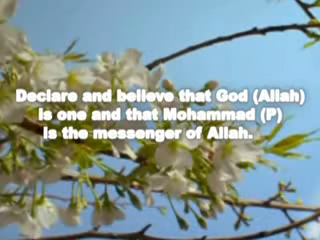 Declare and believe that God (Allah)
is one and that Mohammad (P)
is the messenger of Allah.